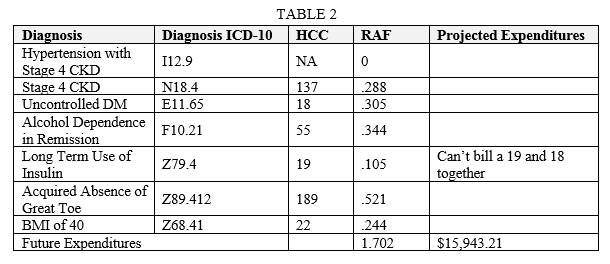 TABLE 2
Diagnosis Diagnosis ICD-10 HCC RAF Projected Expenditures
Hypertension with
Stage 4 CKD I12.9 NA 0
Stage 4 CKD N18.4 137 .288
Uncontrolled DM E11.65 18 .305
Alcohol Dependence
in Remission F10.21 55 .344
Long Term Use of
Insulin Z79.4 19 .105 Can't bill a 19 and 18
together
Acquired Absence of
Great Toe Z89.412 189 .521
BMI of 40 Z68.41 22 .244
Future Expenditures 1.702 $15,943.21